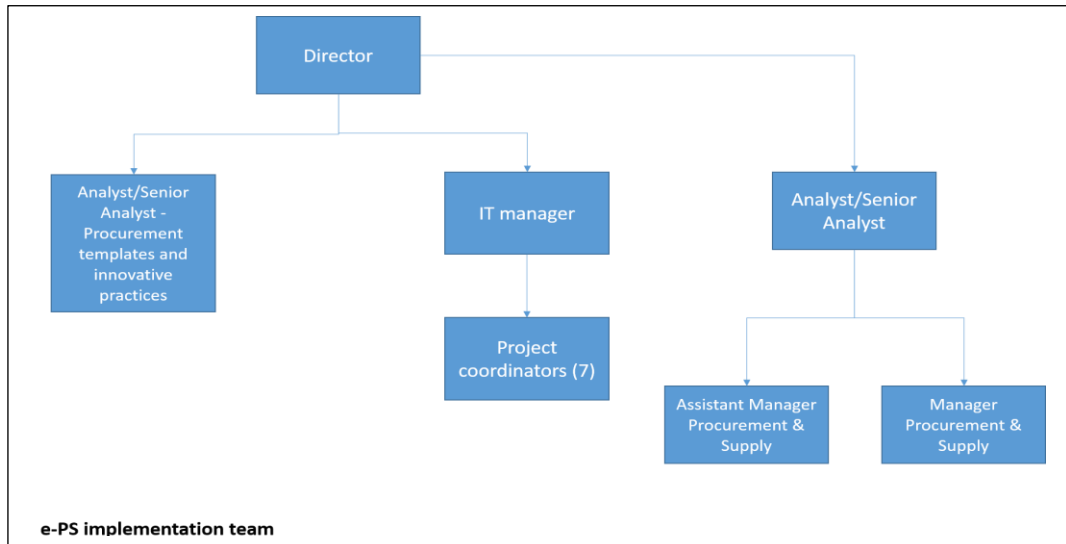 Director
Analyst/Senior
Analyst -
Procurement
templates and
innovative
practices
IT manager
Analyst/Senior
Analyst
Project
coordinators (7)
Assistant Manager
Procurement &
Supply
Manager
Procurement &
Supply
e-PS implementation team